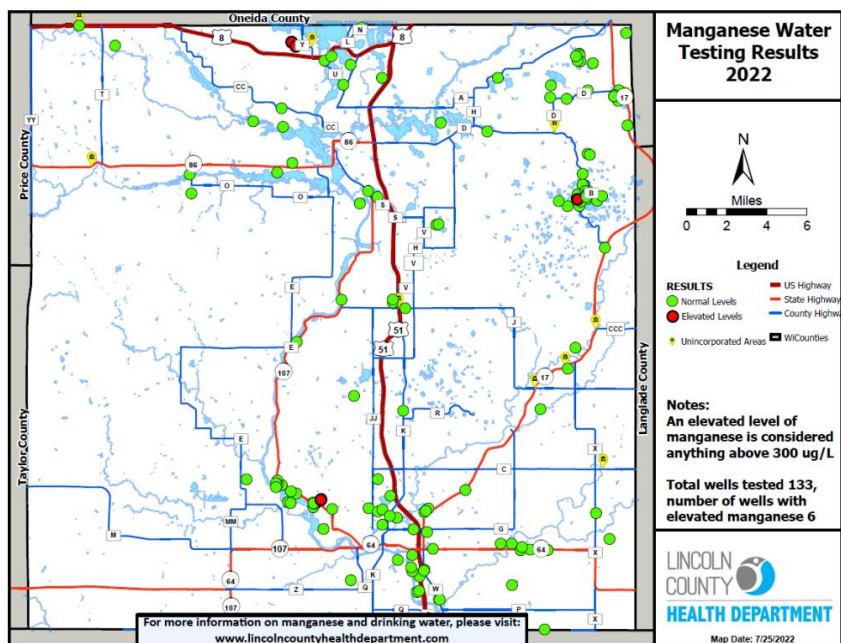 Oneida County
Manganese Water
Testing Results
2022
8
8
N
L
Y
U
T
CC
YY
A
H
D
D
D
17
CC
86
Price County
86
O
O
B
S
S
V
H
V
N
Miles
0 2 4 6
E
V
J
CCC
51
51
E
107
17
Legend
RESULTS
Normal Levels
Elevated Levels
Unincorporated Areas
US Highway
State Highway
County Highwa
WiCounties
Langlade County
Taylor County
JJ
R
K
E
X
C
Notes:
An elevated level of
manganese is considered
anything above 300 ug/L
Total wells tested 133,
number of wells with
elevated manganese 6
MM
M
G
107
64
64
X
64
Z
K
Q
W
107
Q
P
X
For more information on manganese and drinking water, please visit:
www.lincolncountyhealthdepartment.com
LINCOLN
COUNTY
HEALTH DEPARTMENT
Map Date: 7/25/2022